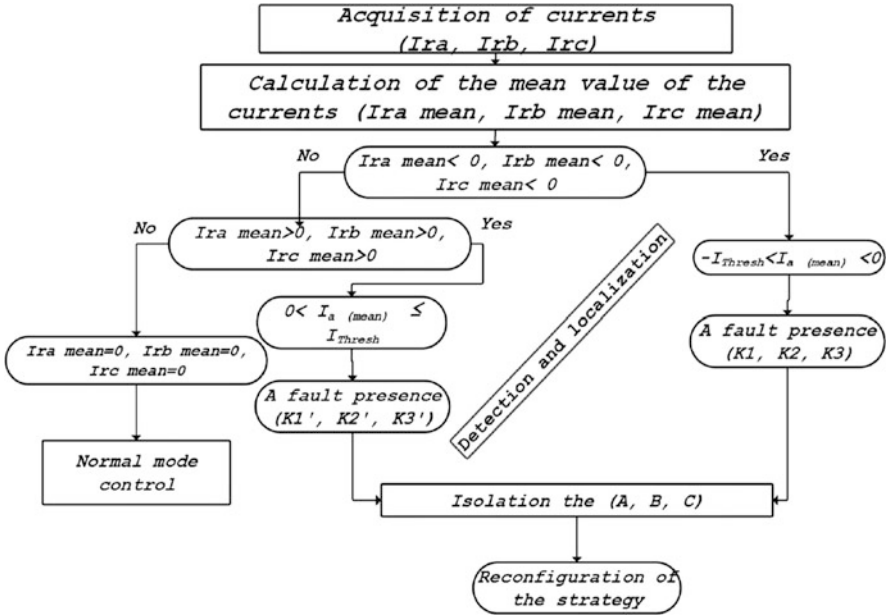 Acquisition of currents
(Ira, Irb, Irc)
Calculation of the mean value of the
currents (Ira mean, Irb mean, Irc mean)
No
Ira mean< 0, Irb mean< 0,
Irc mean< 0
Yes
No
Ira mean>0, Irb mean>0,
Irc mean>0
Yes
-I_Thresh<I_a (mean) <0
0< I_a (mean) ≤
I_Thresh
Detection and localization
A fault presence
(K1, K2, K3)
Ira mean=0, Irb mean=0,
Irc mean=0
A fault presence
(K1', K2', K3')
Normal mode
control
Isolation the (A, B, C)
Reconfiguration of
the strategy